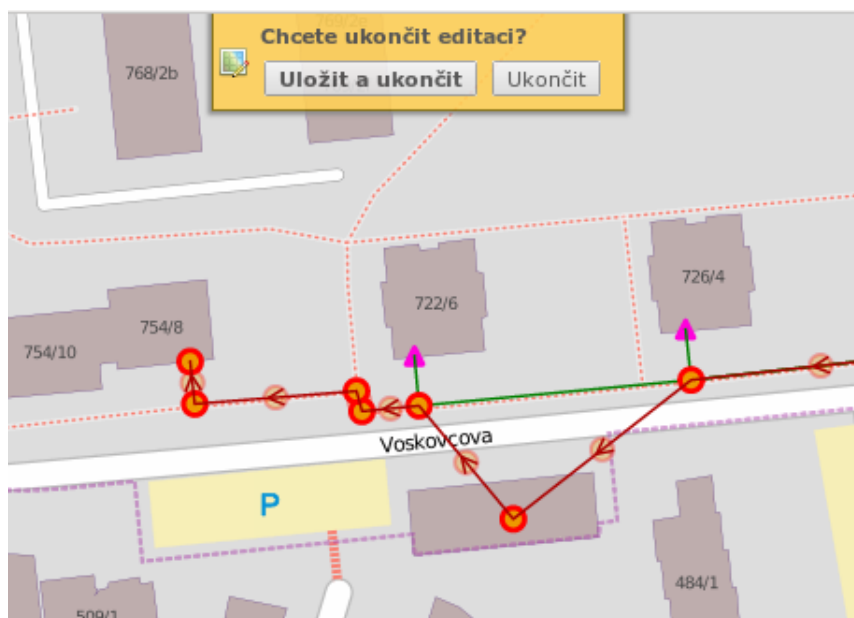 Chcete ukončit editaci?
Uložit a ukončit
Ukončit
768/2b
722/6
726/4
754/8
754/10
Voskovcova
P
484/1
509/1